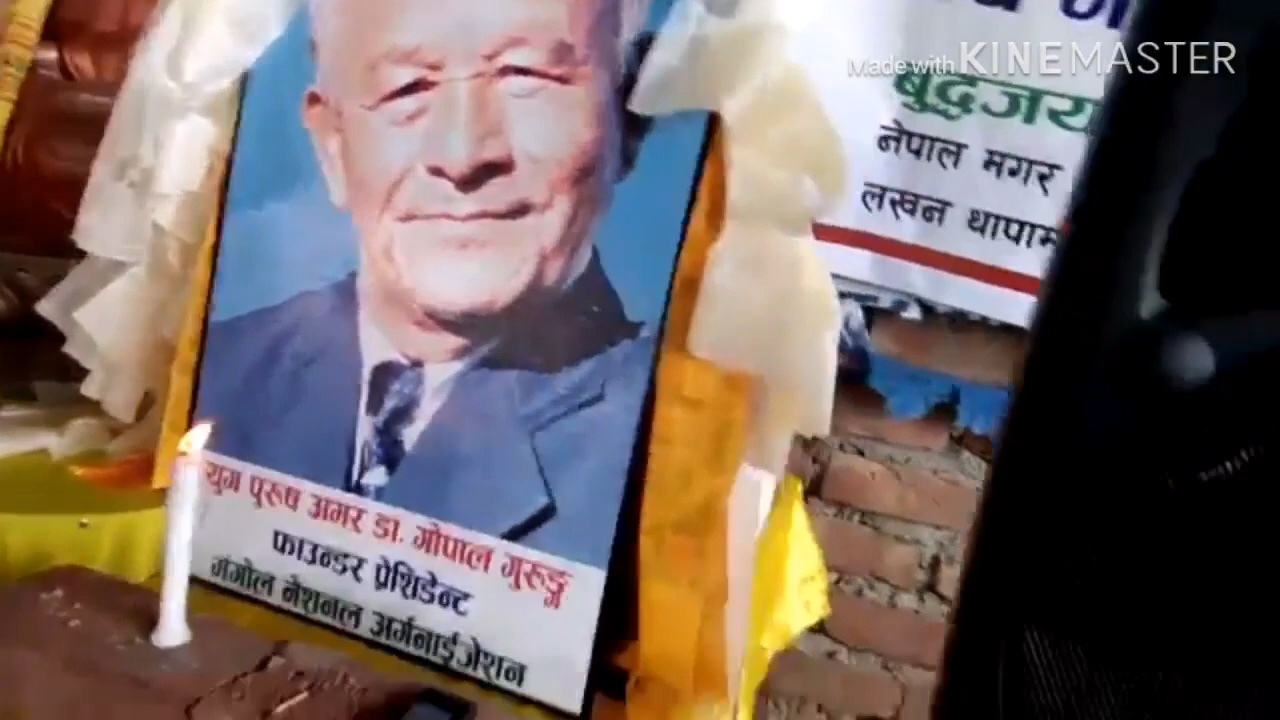 Made with KINEMASTER
बुद्धजय
नेपाल मगर
लखन थापाम
युग पुरूष अमर डा. गोपाल गुरूङ्ग
फाउन्डर प्रेशिडेन्ट
मंगोल नेशनल अर्गनाईजेशन